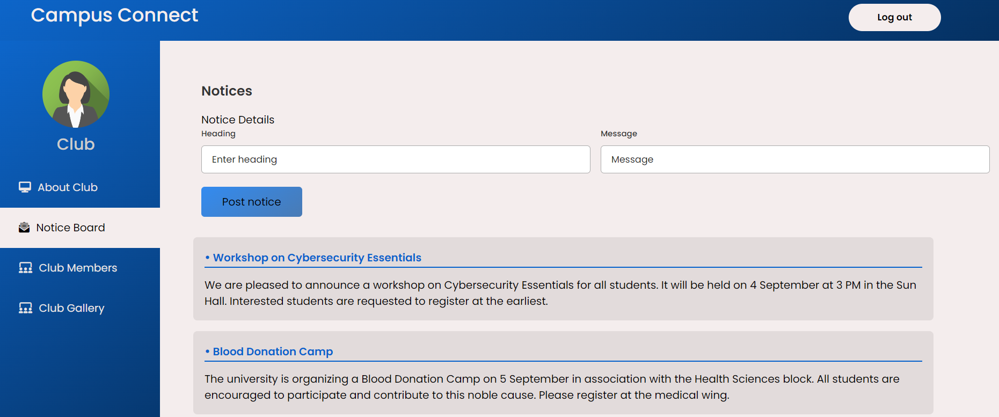 Campus Connect
Log out
Club
About Club
Notice Board
Club Members
Club Gallery
Notices
Notice Details
Heading
Message
Enter heading
Message
Post notice
• Workshop on Cybersecurity Essentials
We are pleased to announce a workshop on Cybersecurity Essentials for all students. It will be held on 4 September at 3 PM in the Sun
Hall. Interested students are requested to register at the earliest.
• Blood Donation Camp
The university is organizing a Blood Donation Camp on 5 September in association with the Health Sciences block. All students are
encouraged to participate and contribute to this noble cause. Please register at the medical wing.